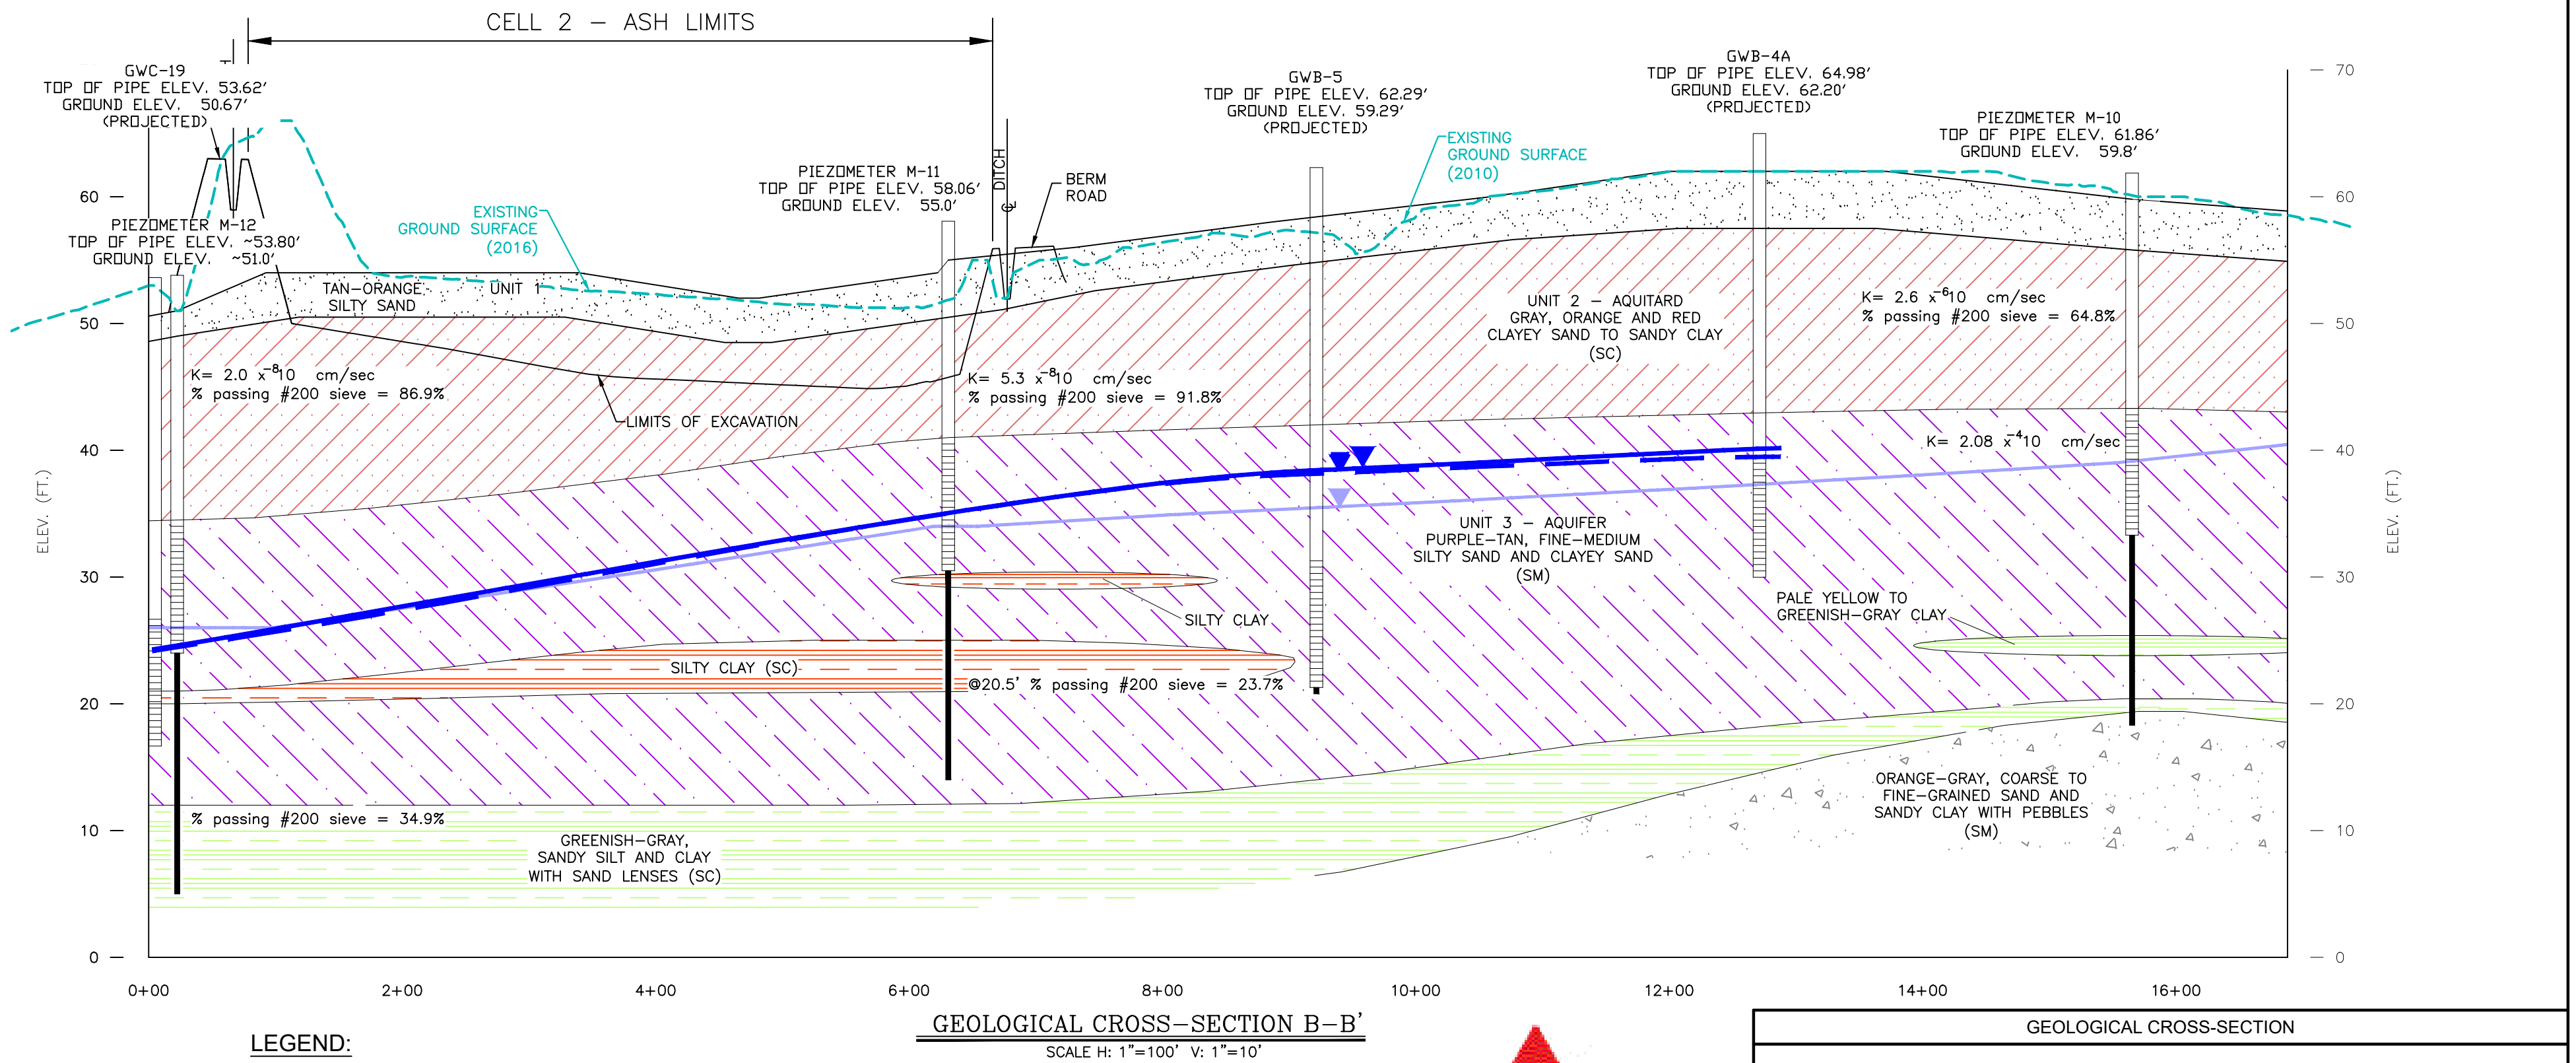 CELL 2 – ASH LIMITS
GWC-19
TOP OF PIPE ELEV. 53.62'
GROUND ELEV. 50.67'
(PROJECTED)
PIEZOMETER M-12
TOP OF PIPE ELEV. ~53.80'
GROUND ELEV. ~51.0'
EXISTING
GROUND SURFACE
(2016)
PIEZOMETER M-11
TOP OF PIPE ELEV. 58.06'
GROUND ELEV. 55.0'
DITCH
BERM
ROAD
GWB-5
TOP OF PIPE ELEV. 62.29'
GROUND ELEV. 59.29'
(PROJECTED)
EXISTING
GROUND SURFACE
(2010)
GWB-4A
TOP OF PIPE ELEV. 64.98'
GROUND ELEV. 62.20'
(PROJECTED)
PIEZOMETER M-10
TOP OF PIPE ELEV. 61.86'
GROUND ELEV. 59.8'
TAN-ORANGE
SILTY SAND
UNIT 1
UNIT 2 – AQUITARD
GRAY, ORANGE AND RED
CLAYEY SAND TO SANDY CLAY
(SC)
K= 2.6 x-610 cm/sec
% passing #200 sieve = 64.8%
K= 2.0 x-810 cm/sec
% passing #200 sieve = 86.9%
K= 5.3 x-810 cm/sec
% passing #200 sieve = 91.8%
LIMITS OF EXCAVATION
K= 2.08 x-410 cm/sec
UNIT 3 – AQUIFER
PURPLE-TAN, FINE-MEDIUM
SILTY SAND AND CLAYEY SAND
(SM)
SILTY CLAY
PALE YELLOW TO
GREENISH-GRAY CLAY
SILTY CLAY (SC)
@20.5' % passing #200 sieve = 23.7%
% passing #200 sieve = 34.9%
GREENISH-GRAY,
SANDY SILT AND CLAY
WITH SAND LENSES (SC)
ORANGE-GRAY, COARSE TO
FINE-GRAINED SAND AND
SANDY CLAY WITH PEBBLES
(SM)
60
50
40
30
20
10
0
ELEV. (FT.)
70
60
50
40
30
20
10
0
ELEV. (FT.)
0+00 2+00 4+00 6+00 8+00 10+00 12+00 14+00 16+00
LEGEND:
GEOLOGICAL CROSS-SECTION B-B'
SCALE H: 1"=100' V: 1"=10'
GEOLOGICAL CROSS-SECTION